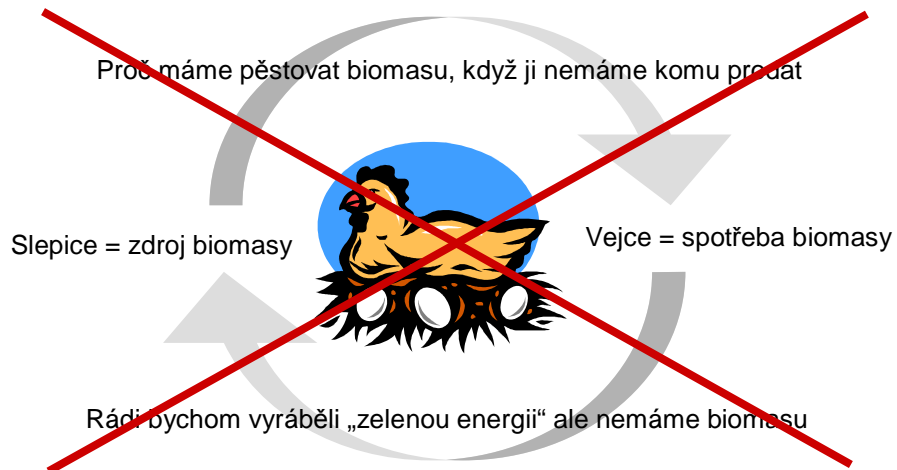 Proč máme pěstovat biomasu, když ji nemáme komu prodat
Slepice = zdroj biomasy
Vejce = spotřeba biomasy
Rádi bychom vyráběli „zelenou energii“ ale nemáme biomasu